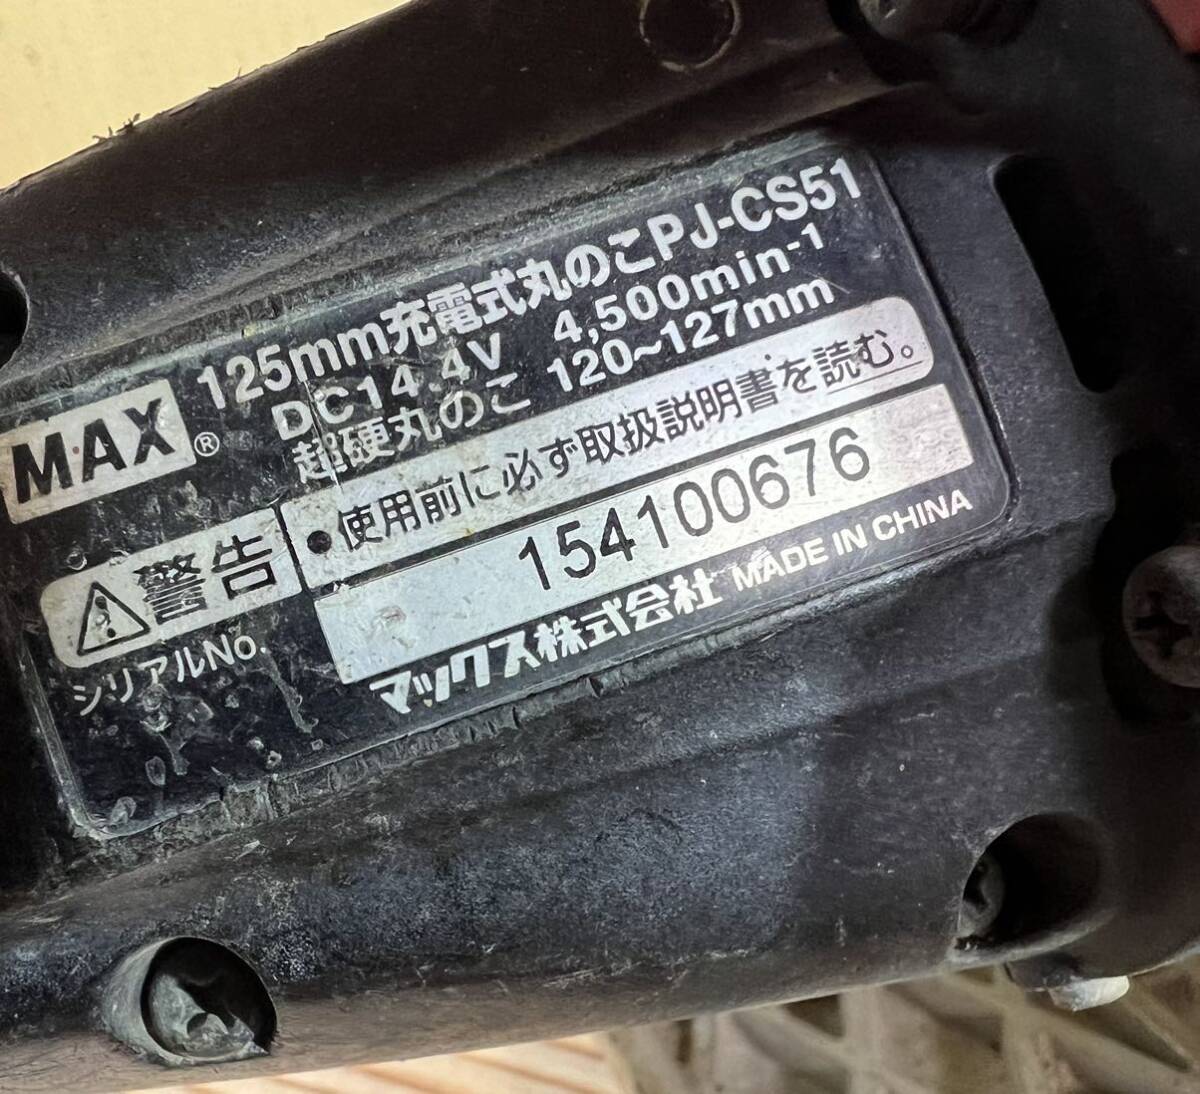 MAX®
125mm充電式丸のこPJ-CS51
DC14.4V 4,500min-1
超硬丸のこ 120~127mm
⚠警告
●使用前に必ず取扱説明書を読む。
シリアルNo. 154100676
マックス株式会社 MADE IN CHINA